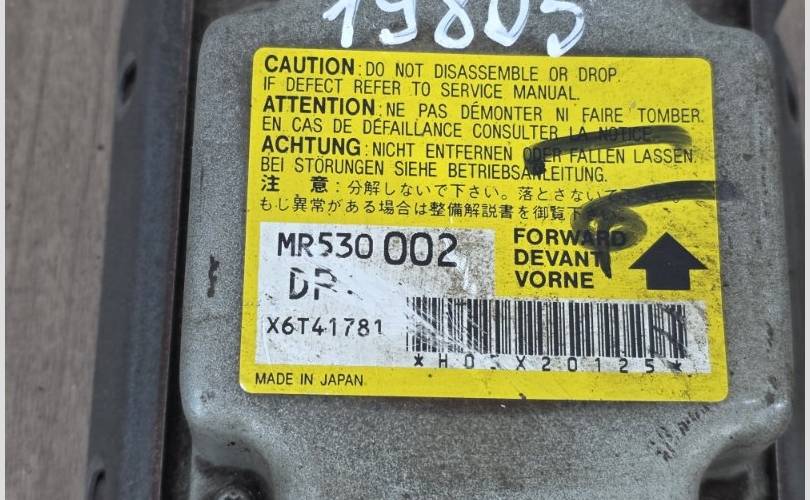 19805
CAUTION: DO NOT DISASSEMBLE OR DROP.
IF DEFECT REFER TO SERVICE MANUAL.
ATTENTION: NE PAS DÉMONTER NI FAIRE TOMBER.
EN CAS DE DÉFAILLANCE CONSULTER LA NOTICE.
ACHTUNG: NICHT ENTFERNEN ODER FALLEN LASSEN.
BEI STÖRUNGEN SIEHE BETRIEBSANLEITUNG.
注 意: 分解しないで下さい。落とさないで
もし異常がある場合は整備解説書を御覧下さい。
MR530 002
FORWARD
DEVANT
VORNE
DP
X6T41781
MADE IN JAPAN